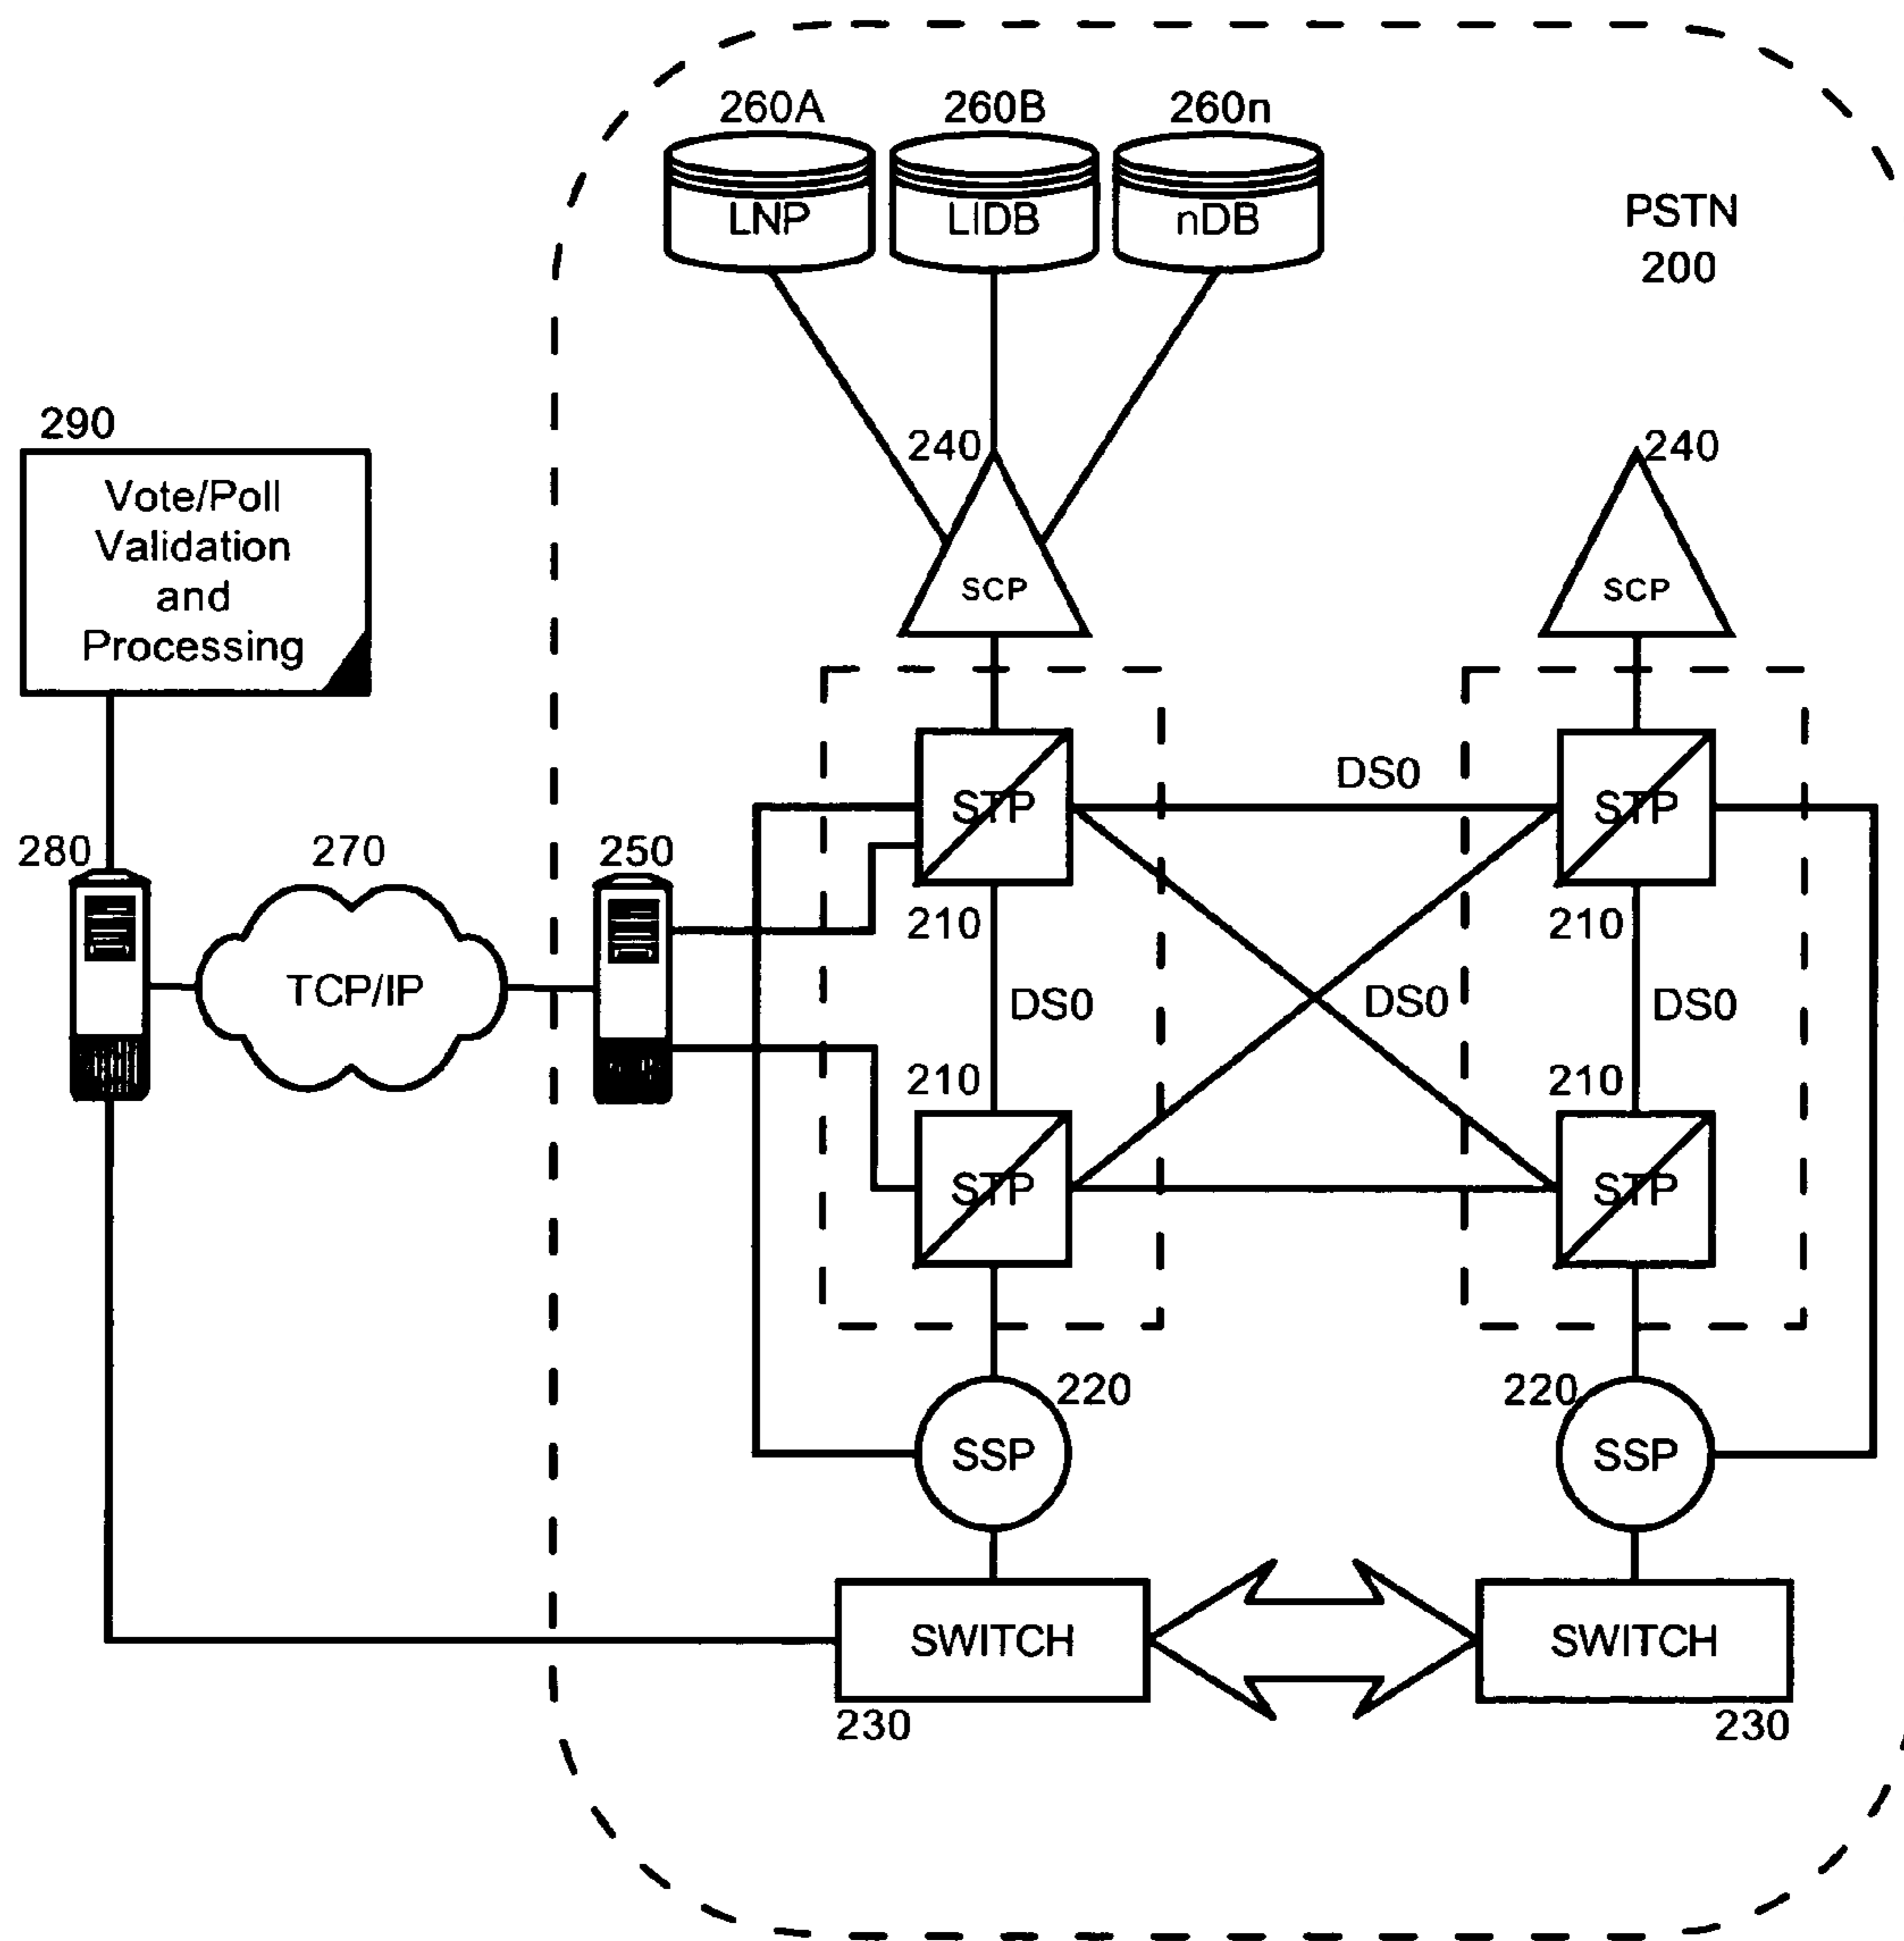 260A
260B
260n
LNP
LIDB
nDB
PSTN
200
290
Vote/Poll
Validation
and
Processing
240
240
SCP
SCP
DS0
STP
STP
280
270
250
210
210
TCP/IP
DS0
DS0
DS0
210
210
STP
STP
220
220
SSP
SSP
SWITCH
SWITCH
230
230